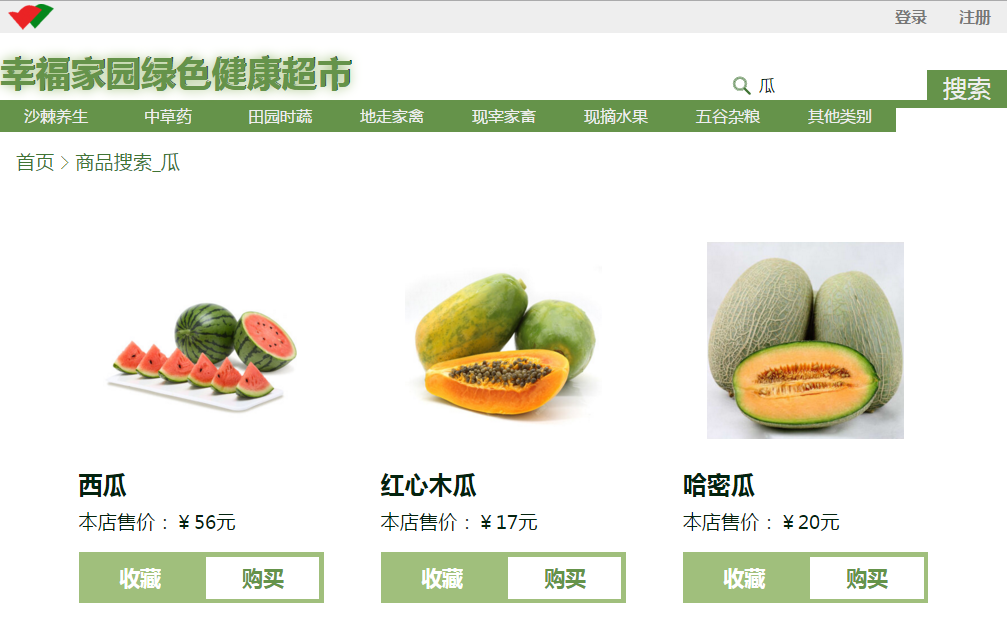 登录 注册
幸福家园绿色健康超市
瓜 搜索
沙棘养生 中草药 田园时蔬 地走家禽 现宰家畜 现摘水果 五谷杂粮 其他类别
首页 > 商品搜索_瓜
西瓜 红心木瓜 哈密瓜
本店售价：￥56元 本店售价：￥17元 本店售价：￥20元
收藏 购买 收藏 购买 收藏 购买